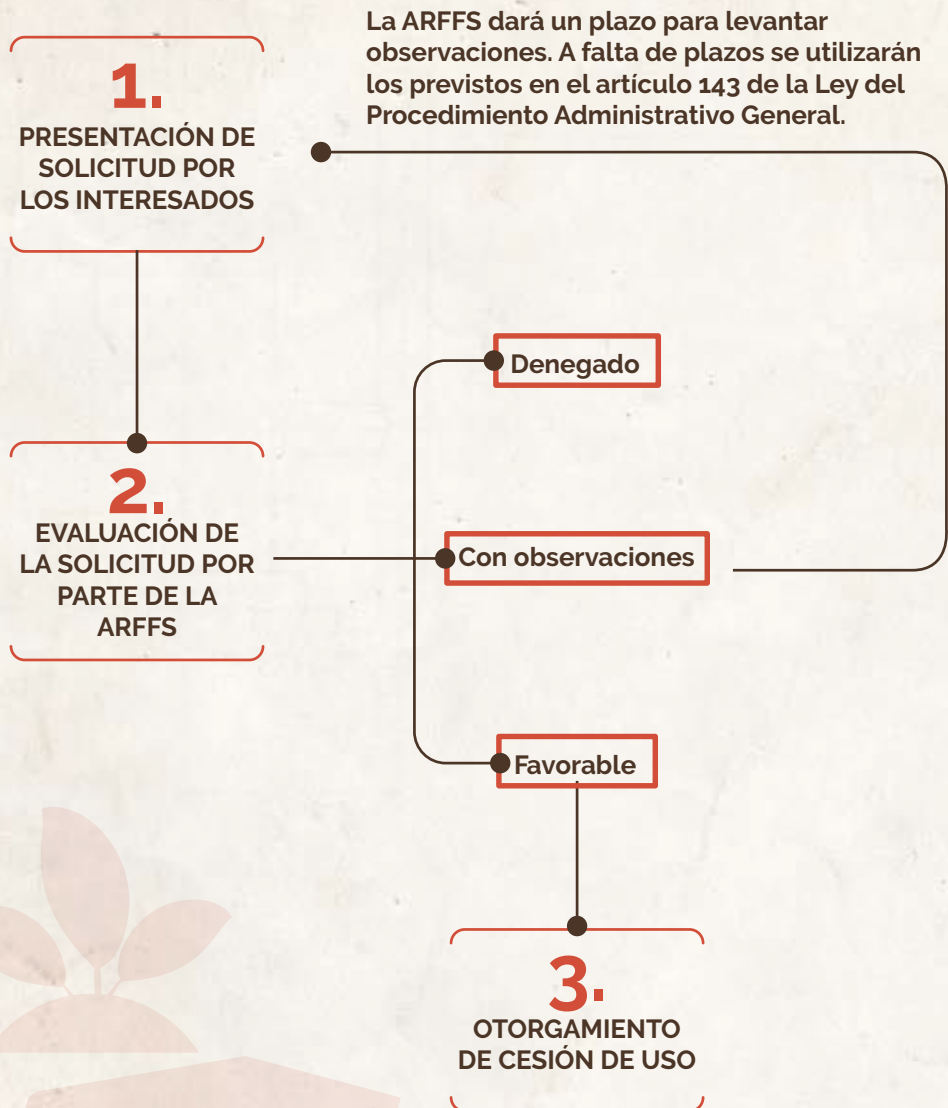 La ARFFS dará un plazo para levantar
observaciones. A falta de plazos se utilizarán
los previstos en el artículo 143 de la Ley del
Procedimiento Administrativo General.
1.
PRESENTACIÓN DE
SOLICITUD POR
LOS INTERESADOS
2.
EVALUACIÓN DE
LA SOLICITUD POR
PARTE DE LA
ARFFS
Denegado
Con observaciones
Favorable
3.
OTORGAMIENTO
DE CESIÓN DE USO